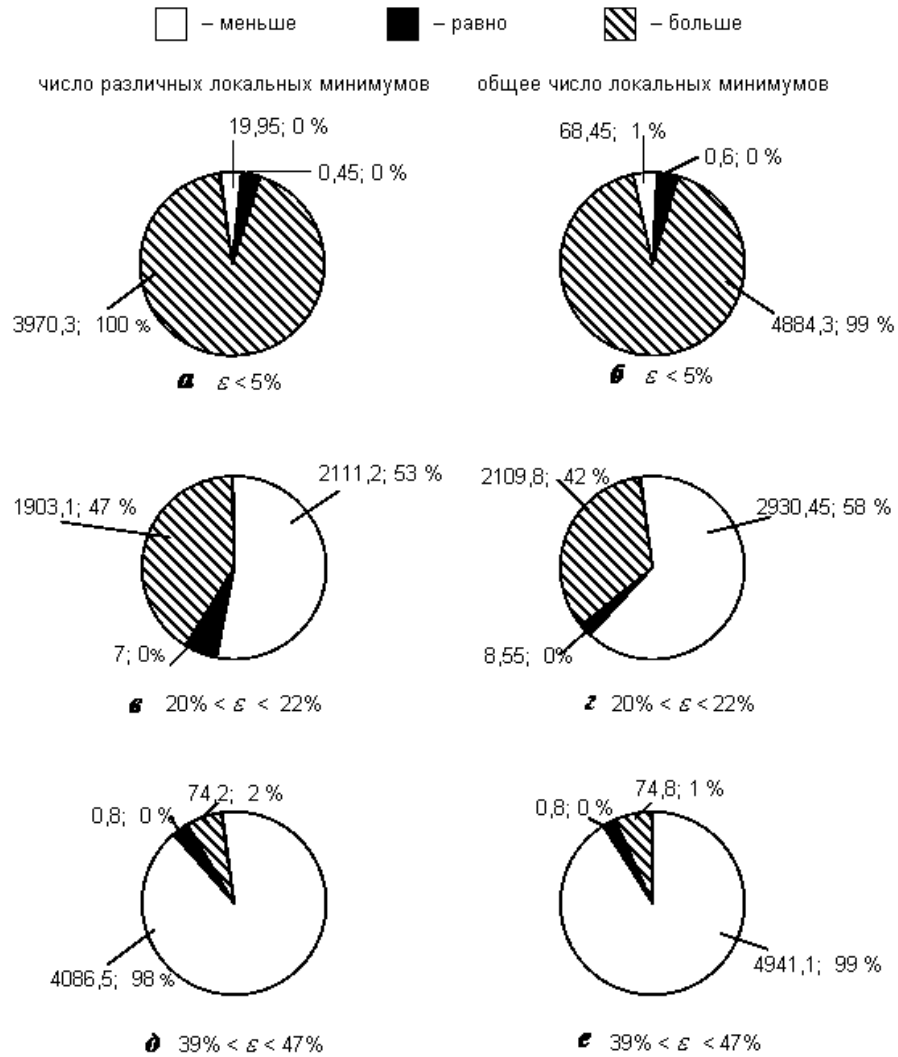 – меньше – равно – больше
число различных локальных минимумов общее число локальных минимумов
19,95; 0 % 68,45; 1 %
0,45; 0 % 0,6; 0 %
3970,3; 100 % 4884,3; 99 %
а ε < 5% б ε < 5%
1903,1; 47 % 2111,2; 53 % 2109,8; 42 % 2930,45; 58 %
7; 0% 8,55; 0%
в 20% < ε < 22% г 20% < ε < 22%
74,2; 2 % 74,8; 1 %
0,8; 0 % 0,8; 0 %
4086,5; 98 % 4941,1; 99 %
д 39% < ε < 47% е 39% < ε < 47%